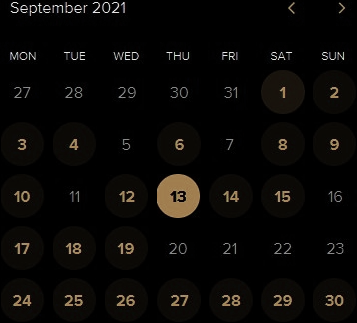 September 2021
MON TUE WED THU FRI SAT SUN
27 28 29 30 31 1 2
3 4 5 6 7 8 9
10 11 12 13 14 15 16
17 18 19 20 21 22 23
24 25 26 27 28 29 30